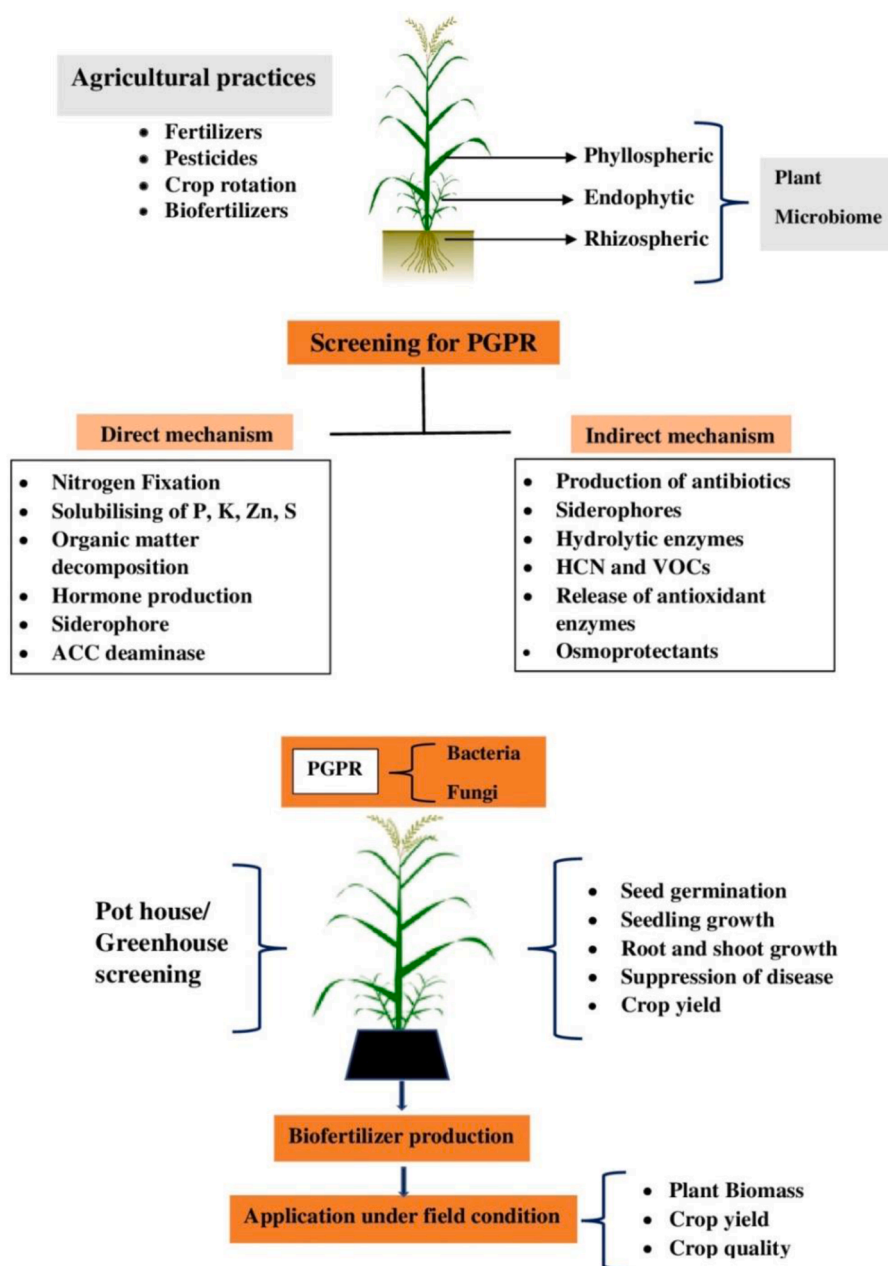 Agricultural practices
• Fertilizers
• Pesticides
• Crop rotation
• Biofertilizers
Phyllospheric
Endophytic
Rhizospheric
Plant
Microbiome
Screening for PGPR
Direct mechanism
• Nitrogen Fixation
• Solubilising of P, K, Zn, S
• Organic matter
decomposition
• Hormone production
• Siderophore
• ACC deaminase
Indirect mechanism
• Production of antibiotics
• Siderophores
• Hydrolytic enzymes
• HCN and VOCs
• Release of antioxidant
enzymes
• Osmoprotectants
PGPR
Bacteria
Fungi
Pot house/
Greenhouse
screening
• Seed germination
• Seedling growth
• Root and shoot growth
• Suppression of disease
• Crop yield
Biofertilizer production
Application under field condition
• Plant Biomass
• Crop yield
• Crop quality